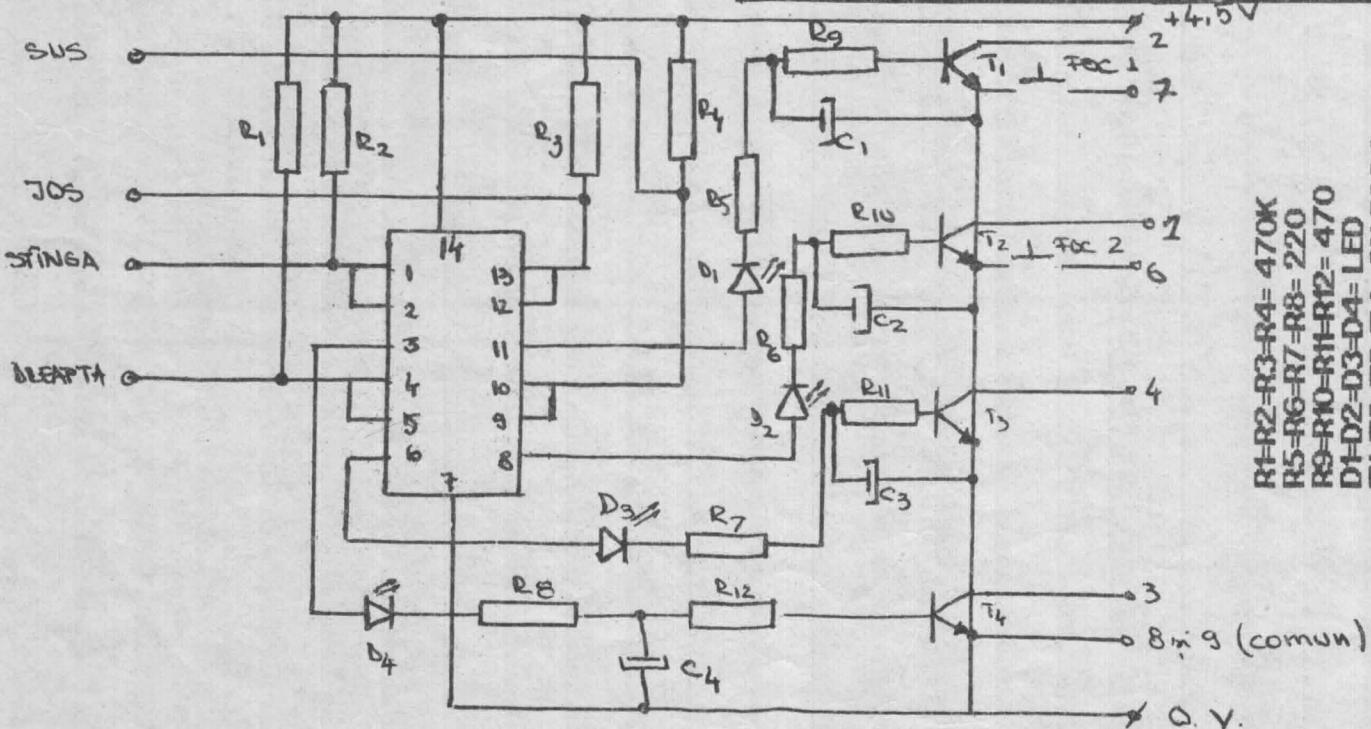 +4,5V
SUS
R1
R2
R3
R4
R9
T1
FOC 1
2
7
C1
JOS
R5
R10
T2
FOC 2
1
6
STÎNGA
14
1
13
2
12
D1
3
11
R6
C2
DREAPTA
4
10
5
9
6
8
7
D2
R11
T3
4
C3
D3
R7
D4
R8
R12
T4
3
8 și 9 (comun)
C4
0. V.
R1=R2=R3=R4= 470K
R5=R6=R7=R8= 220
R9=R10=R11=R12= 470
D1=D2=D3=D4= LED